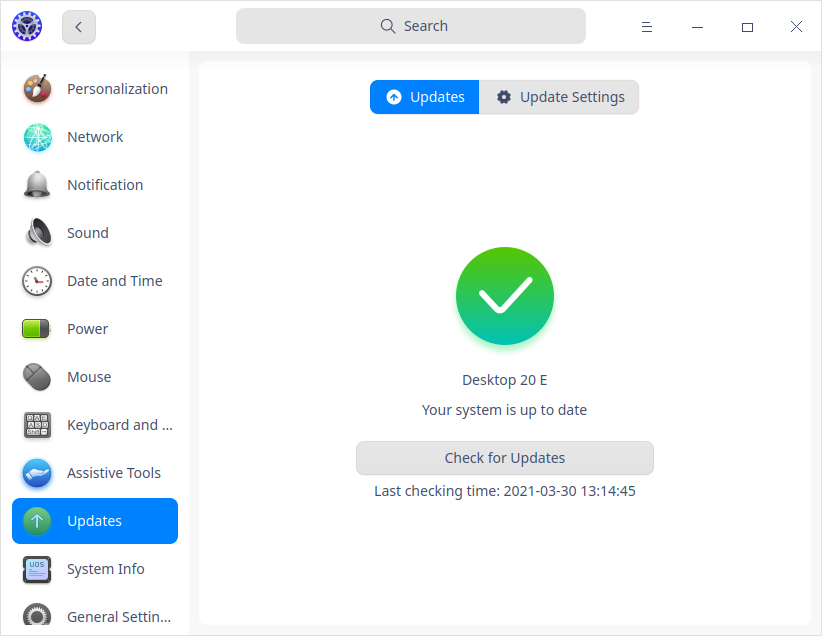 Search
Personalization
Network
Notification
Sound
Date and Time
Power
Mouse
Keyboard and ...
Assistive Tools
Updates
UOS
System Info
General Settin...
Updates
Update Settings
Desktop 20 E
Your system is up to date
Check for Updates
Last checking time: 2021-03-30 13:14:45